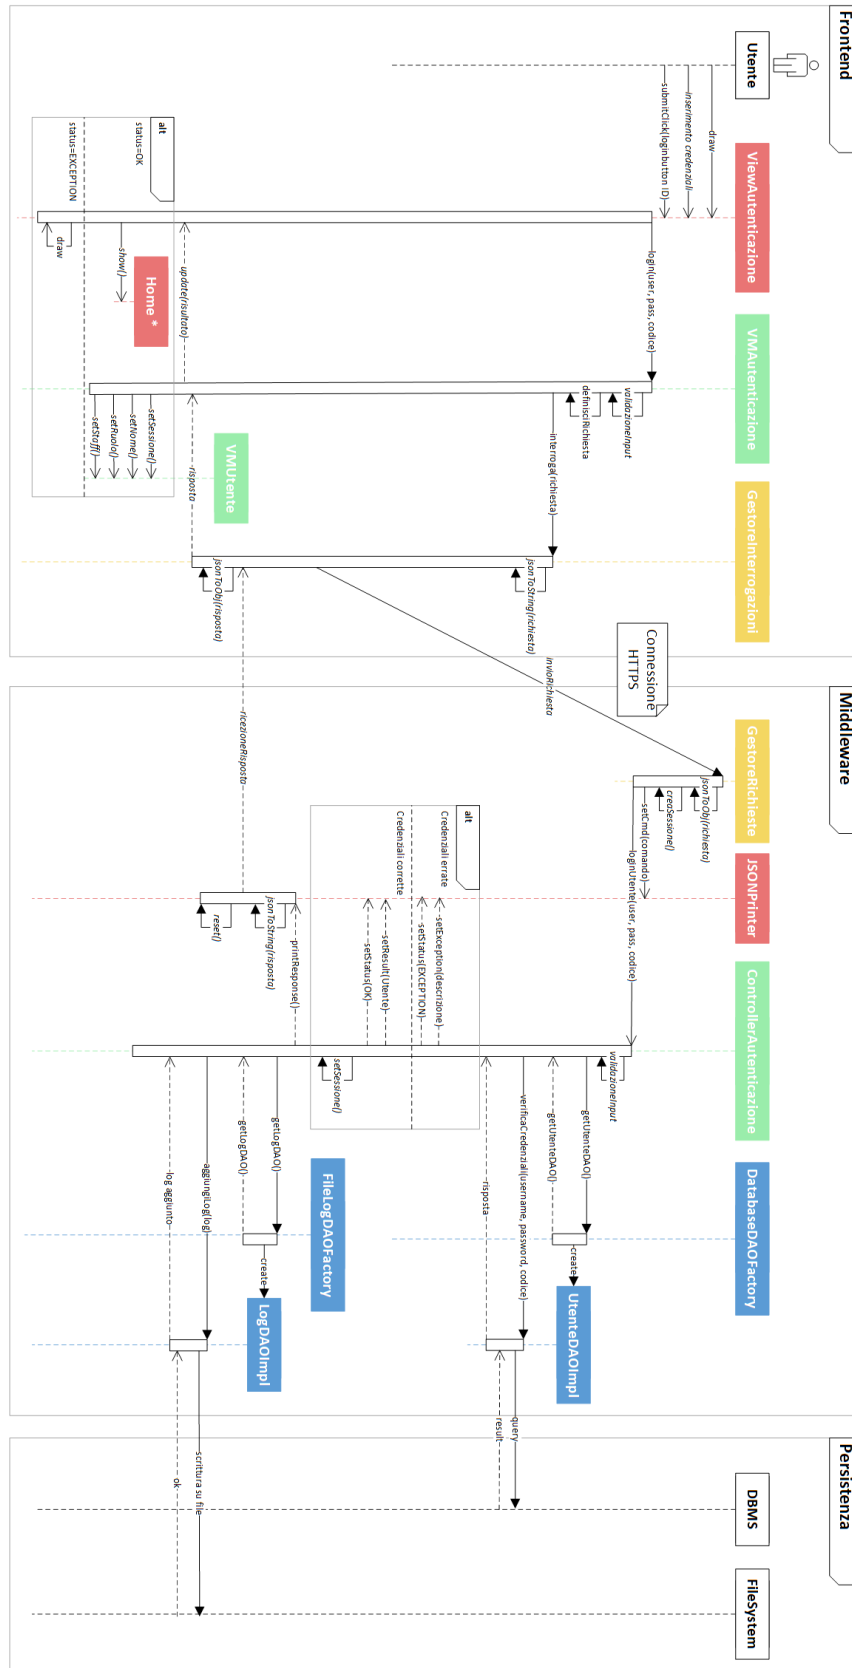 Frontend
Middleware
Persistenza
Utente
ViewAutenticazione
VMAutenticazione
GestoreInterrogazioni
GestoreRichieste
JSONPrinter
ControllerAutenticazione
DatabaseDAOFactory
DBMS
FileSystem
draw
inserimento credenziali
submitClick(loginbutton ID)
login(user, pass, codice)
validazioneInput
definisciRichiesta
interroga(richiesta)
jsonToString(richiesta)
Connessione
HTTPS
invioRichiesta
jsonToObj(richiesta)
creaSessione()
setCmd(comando)
loginUtente(user, pass, codice)
validazioneInput
getUtenteDAO()
create
UtenteDAOImpl
getUtenteDAO()
verificaCredenziali(username, password, codice)
query
result
risposta
alt
Credenziali errate
setException(descrizione)
setStatus(EXCEPTION)
Credenziali corrette
setResult(Utente)
setStatus(OK)
setSessione()
FileLogDAOFactory
printResponse()
jsonToString(risposta)
reset()
getLogDAO()
create
LogDAOImpl
getLogDAO()
aggiungiLog(log)
scrittura su file
ok
log aggiunto
ricezioneRisposta
jsonToObj(risposta)
risposta
VMUtente
update(risultato)
alt
status=OK
Home *
show()
setSessione()
setNome()
setRuolo()
setStaff()
status=EXCEPTION
draw